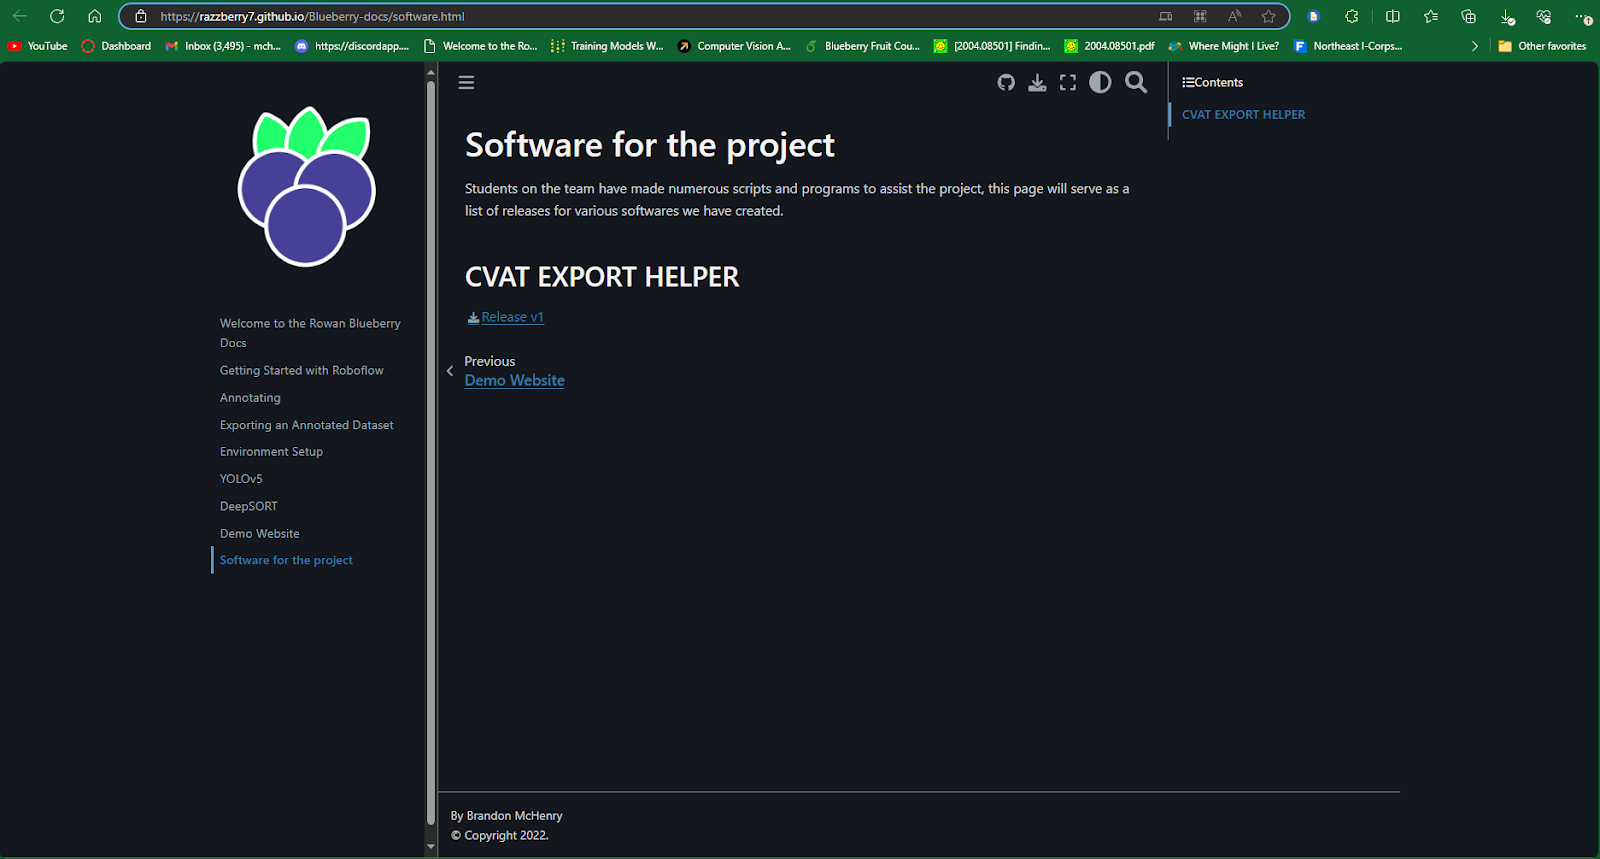 https://razzberry7.github.io/Blueberry-docs/software.html
YouTube
Dashboard
Inbox (3,495) - mch...
https://discordapp....
Welcome to the Ro...
Training Models W...
Computer Vision A...
Blueberry Fruit Cou...
[2004.08501] Findin...
2004.08501.pdf
Where Might I Live?
Northeast I-Corps...
Other favorites
Welcome to the Rowan Blueberry
Docs
Getting Started with Roboflow
Annotating
Exporting an Annotated Dataset
Environment Setup
YOLOv5
DeepSORT
Demo Website
Software for the project
Software for the project
Students on the team have made numerous scripts and programs to assist the project, this page will serve as a
list of releases for various softwares we have created.
CVAT EXPORT HELPER
Release v1
Previous
Demo Website
By Brandon McHenry
© Copyright 2022.
Contents
CVAT EXPORT HELPER